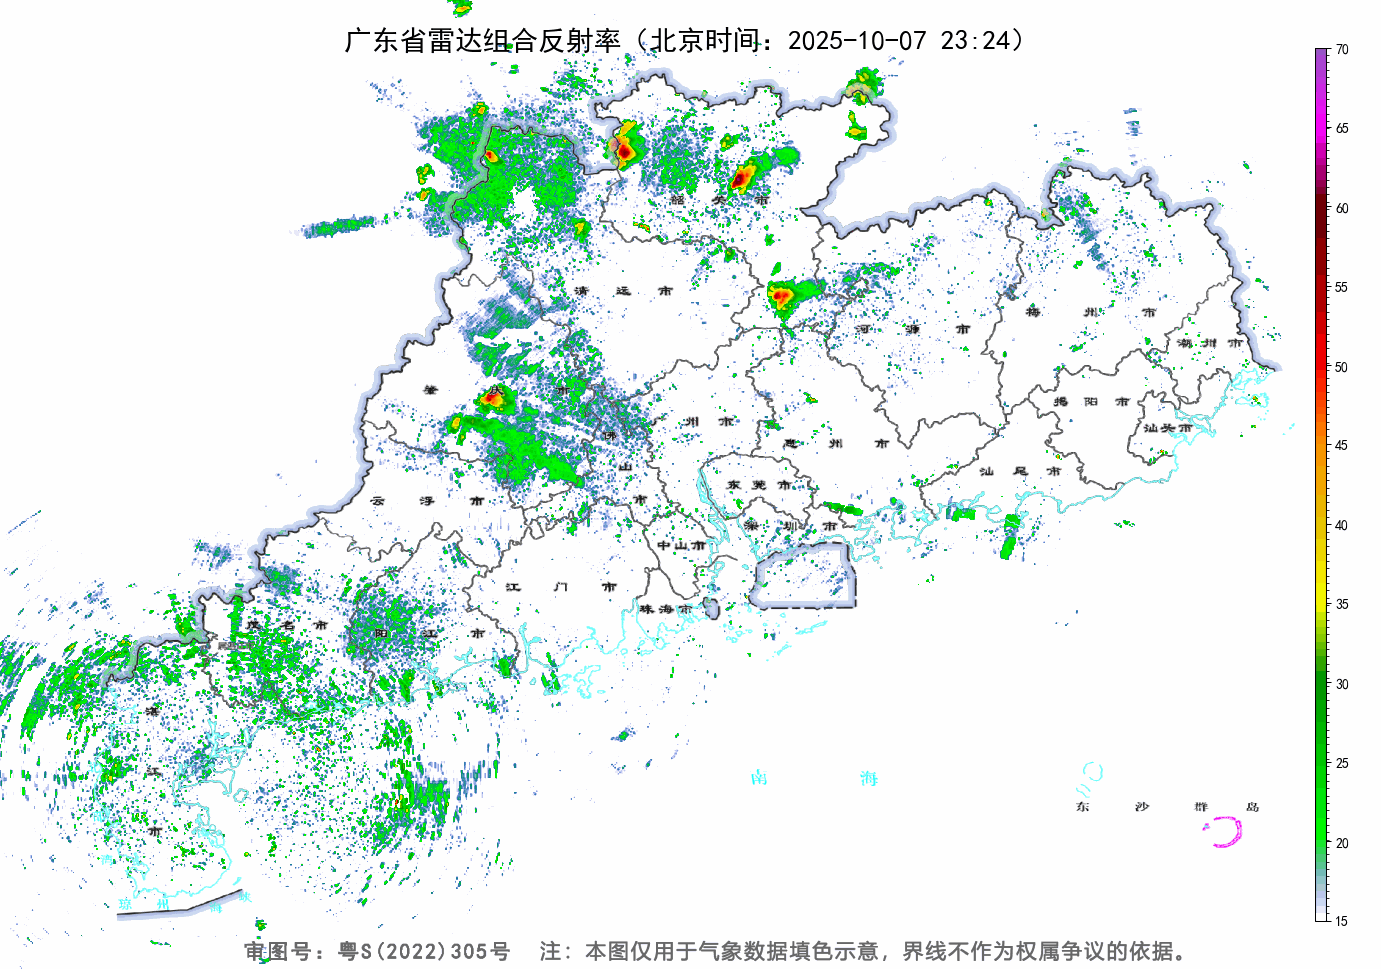 广东省雷达组合反射率（北京时间：2025-10-07 23:24）
70
65
60
55
50
45
40
35
30
25
20
15
韶 关 市
清 远 市
河 源 市
梅 州 市
潮 州 市
肇 庆 市
揭 阳 市
汕头市
广 州 市
惠 州 市
佛 山 市
汕 尾 市
东 莞 市
云 浮 市
深 圳 市
中山市
江 门 市
珠海市
茂 名 市
阳 江 市
湛 江 市
南 海
东 沙 群 岛
琼 州 海 峡
审图号：粤S(2022)305号 注：本图仅用于气象数据填色示意，界线不作为权属争议的依据。